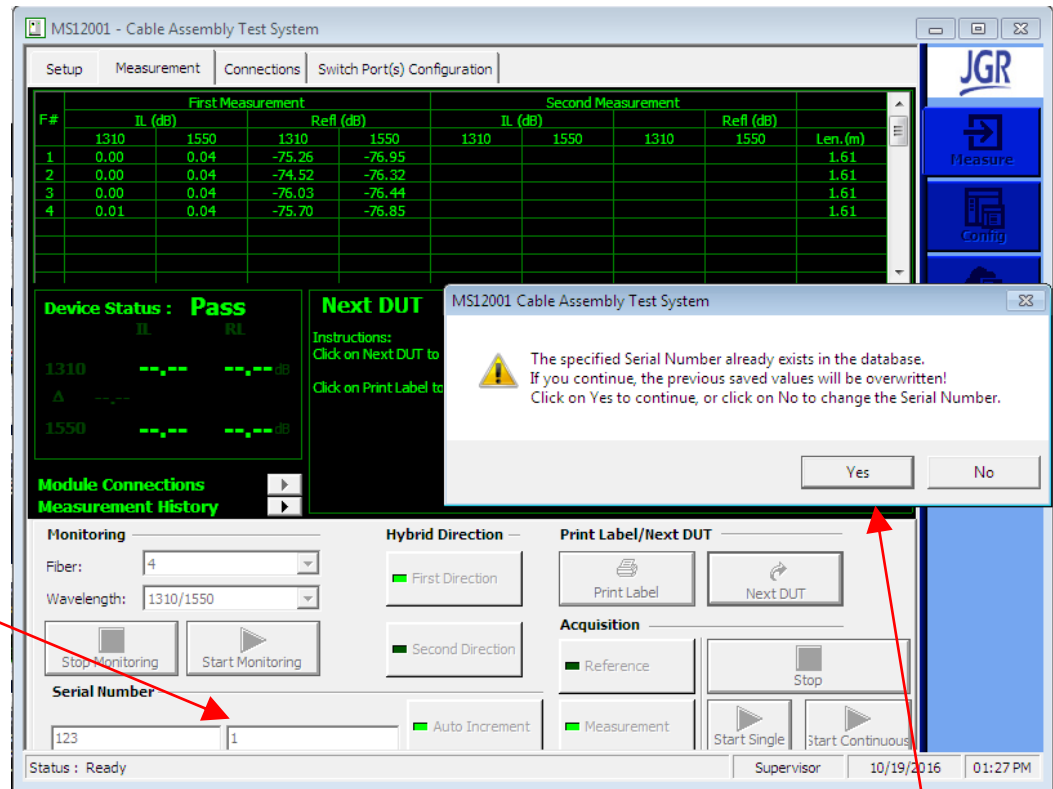 MS12001 - Cable Assembly Test System
Setup Measurement Connections Switch Port(s) Configuration
JGR
First Measurement Second Measurement
F# IL (dB) Refl (dB) IL (dB) Refl (dB)
1310 1550 1310 1550 1310 1550 1310 1550 Len.(m)
1 0.00 0.04 -75.26 -76.95 1.61
2 0.00 0.04 -74.52 -76.32 1.61
3 0.00 0.04 -76.03 -76.44 1.61
4 0.01 0.04 -75.70 -76.85 1.61
Measure
Config
Device Status : Pass
IL RL
1310 --.-- --.-- dB
Δ --.--
1550 --.-- --.-- dB
Next DUT
Instructions:
Click on Next DUT to
Click on Print Label to
MS12001 Cable Assembly Test System
The specified Serial Number already exists in the database.
If you continue, the previous saved values will be overwritten!
Click on Yes to continue, or click on No to change the Serial Number.
Yes No
Module Connections
Measurement History
Monitoring
Fiber: 4
Wavelength: 1310/1550
Stop Monitoring Start Monitoring
Hybrid Direction
First Direction
Second Direction
Print Label/Next DUT
Print Label Next DUT
Acquisition
Reference Stop
Measurement Start Single Start Continuous
Serial Number
123 1 Auto Increment
Status : Ready Supervisor 10/19/2016 01:27 PM